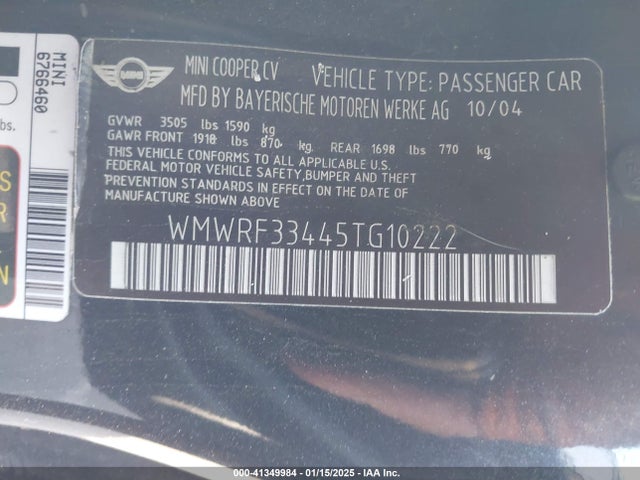 MINI
6766460
lbs.
S
R
N
MINI
MINI COOPER CV VEHICLE TYPE: PASSENGER CAR
MFD BY BAYERISCHE MOTOREN WERKE AG 10/04
GVWR 3505 lbs 1590 kg
GAWR FRONT 1918 lbs 870 kg. REAR 1698 lbs 770 kg
THIS VEHICLE CONFORMS TO ALL APPLICABLE U.S.
FEDERAL MOTOR VEHICLE SAFETY,BUMPER AND THEFT
PREVENTION STANDARDS IN EFFECT ON THE DATE OF
MANUFACTURE SHOWN ABOVE
WMWRF33445TG10222
000-41349984 - 01/15/2025 - IAA Inc.